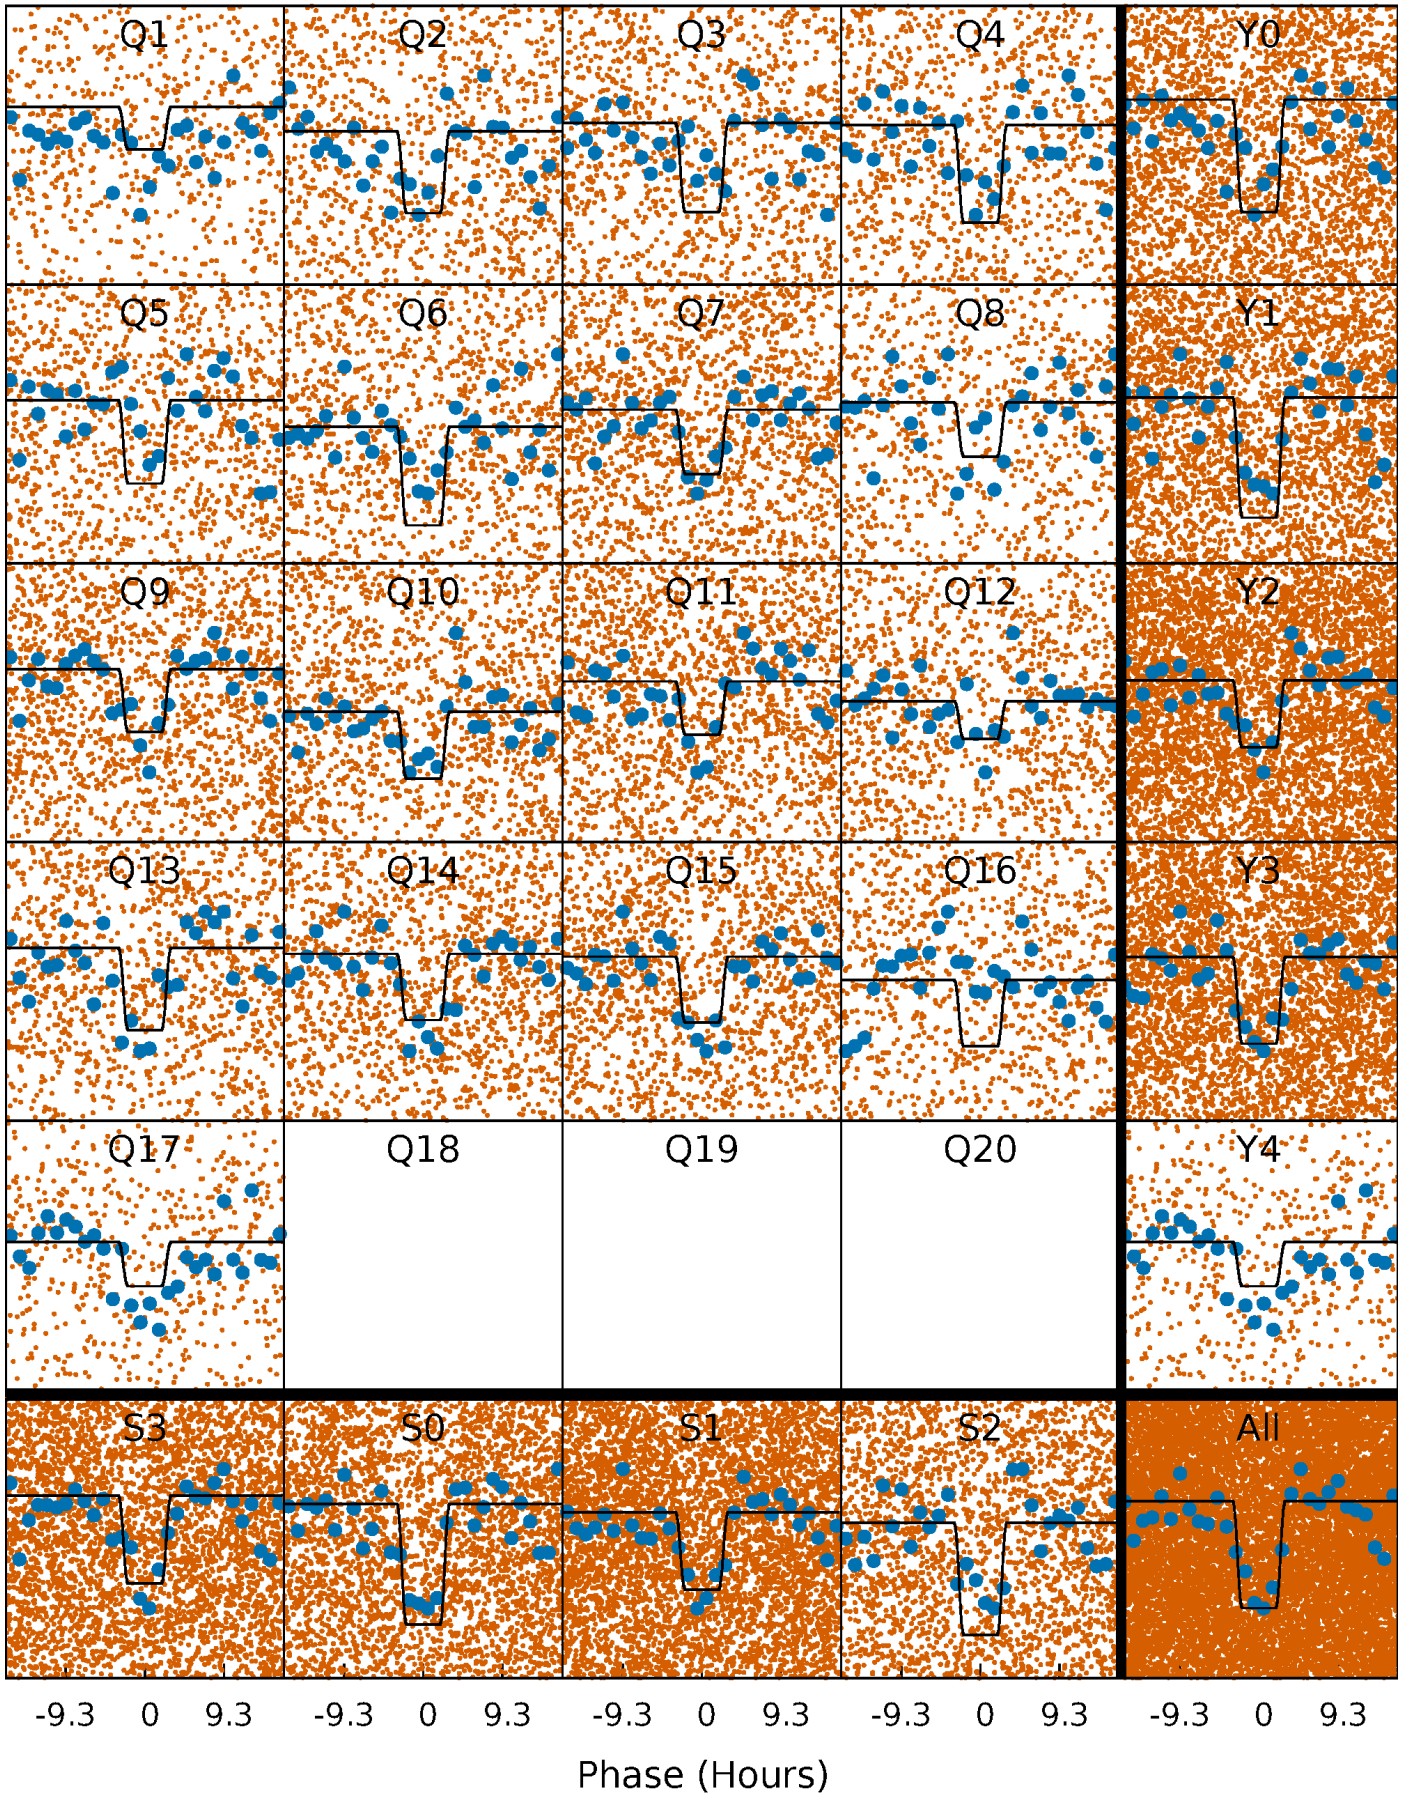 Q1 Q2 Q3 Q4 Y0
Q5 Q6 Q7 Q8 Y1
Q9 Q10 Q11 Q12 Y2
Q13 Q14 Q15 Q16 Y3
Q17 Q18 Q19 Q20 Y4
S3 S0 S1 S2 All
-9.3 0 9.3 -9.3 0 9.3 -9.3 0 9.3 -9.3 0 9.3 -9.3 0 9.3
Phase (Hours)